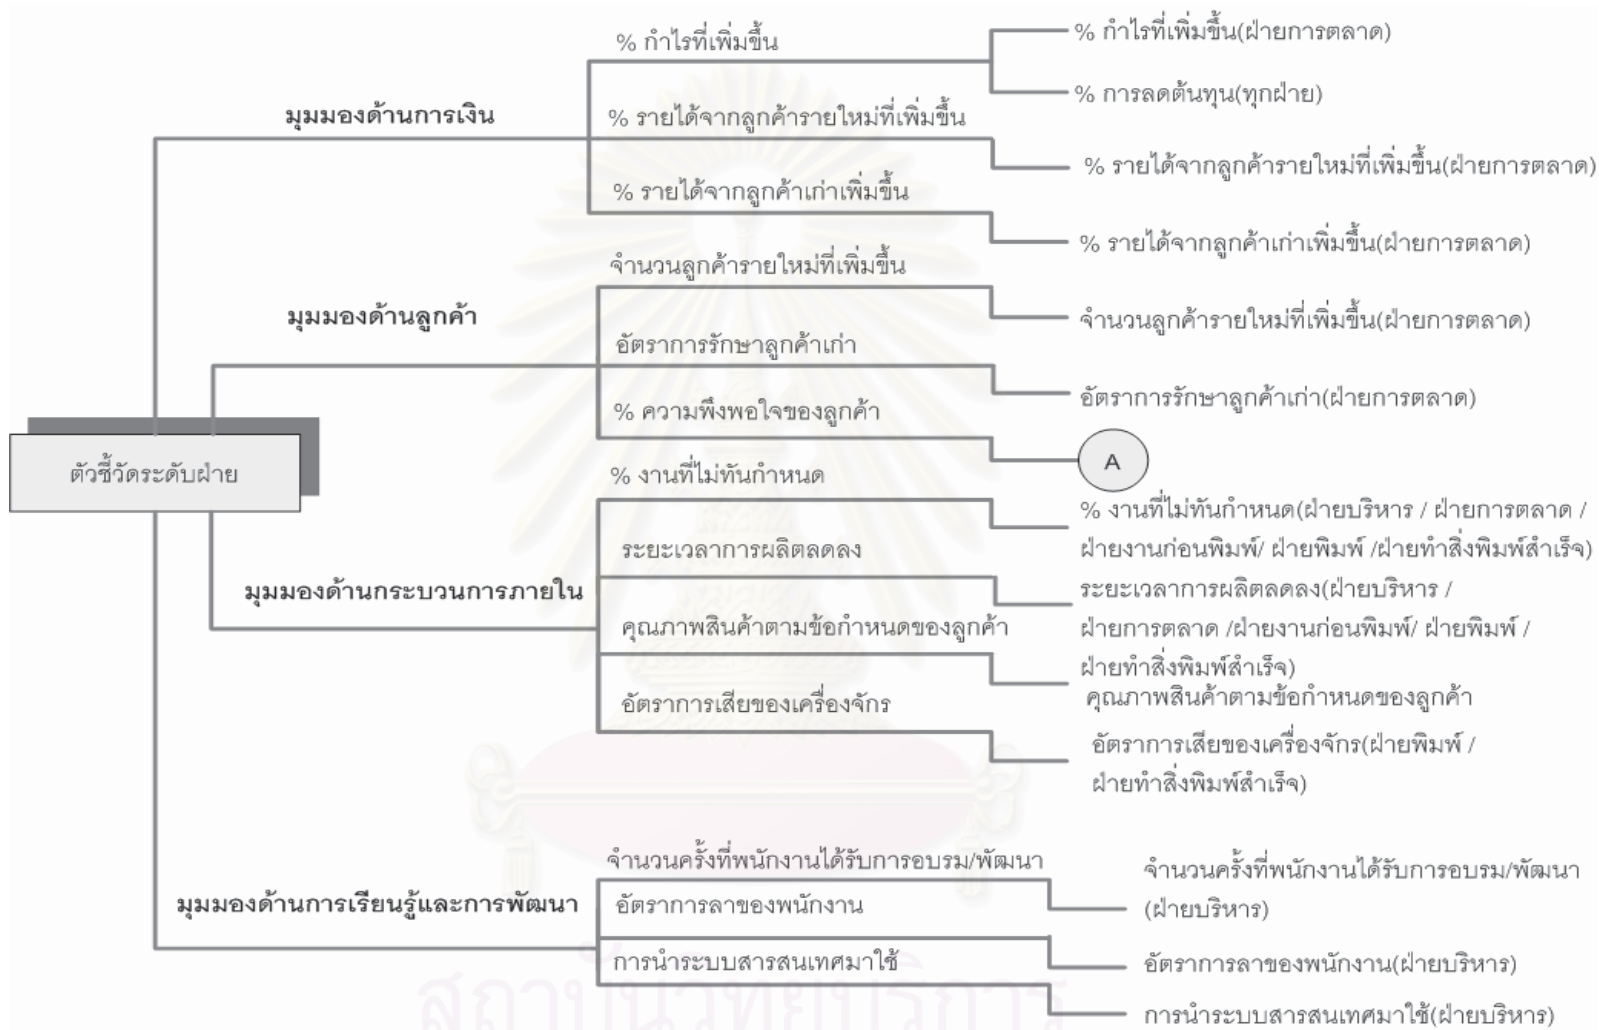 % กำไรที่เพิ่มขึ้น
% กำไรที่เพิ่มขึ้น(ฝ่ายการตลาด)
% การลดต้นทุน(ทุกฝ่าย)
มุมมองด้านการเงิน
% รายได้จากลูกค้ารายใหม่ที่เพิ่มขึ้น
% รายได้จากลูกค้ารายใหม่ที่เพิ่มขึ้น(ฝ่ายการตลาด)
% รายได้จากลูกค้าเก่าเพิ่มขึ้น
% รายได้จากลูกค้าเก่าเพิ่มขึ้น(ฝ่ายการตลาด)
จำนวนลูกค้ารายใหม่ที่เพิ่มขึ้น
จำนวนลูกค้ารายใหม่ที่เพิ่มขึ้น(ฝ่ายการตลาด)
มุมมองด้านลูกค้า
อัตราการรักษาลูกค้าเก่า
อัตราการรักษาลูกค้าเก่า(ฝ่ายการตลาด)
% ความพึงพอใจของลูกค้า
A
ตัวชี้วัดระดับฝ่าย
% งานที่ไม่ทันกำหนด
% งานที่ไม่ทันกำหนด(ฝ่ายบริหาร / ฝ่ายการตลาด /
ฝ่ายงานก่อนพิมพ์/ ฝ่ายพิมพ์ /ฝ่ายทำสิ่งพิมพ์สำเร็จ)
ระยะเวลาการผลิตลดลง
ระยะเวลาการผลิตลดลง(ฝ่ายบริหาร /
ฝ่ายการตลาด /ฝ่ายงานก่อนพิมพ์/ ฝ่ายพิมพ์ /
ฝ่ายทำสิ่งพิมพ์สำเร็จ)
มุมมองด้านกระบวนการภายใน
คุณภาพสินค้าตามข้อกำหนดของลูกค้า
คุณภาพสินค้าตามข้อกำหนดของลูกค้า
อัตราการเสียของเครื่องจักร
อัตราการเสียของเครื่องจักร(ฝ่ายพิมพ์ /
ฝ่ายทำสิ่งพิมพ์สำเร็จ)
จำนวนครั้งที่พนักงานได้รับการอบรม/พัฒนา
จำนวนครั้งที่พนักงานได้รับการอบรม/พัฒนา
(ฝ่ายบริหาร)
มุมมองด้านการเรียนรู้และการพัฒนา
อัตราการลาของพนักงาน
อัตราการลาของพนักงาน(ฝ่ายบริหาร)
การนำระบบสารสนเทศมาใช้
การนำระบบสารสนเทศมาใช้(ฝ่ายบริหาร)
สถาบันวิทยบริการ